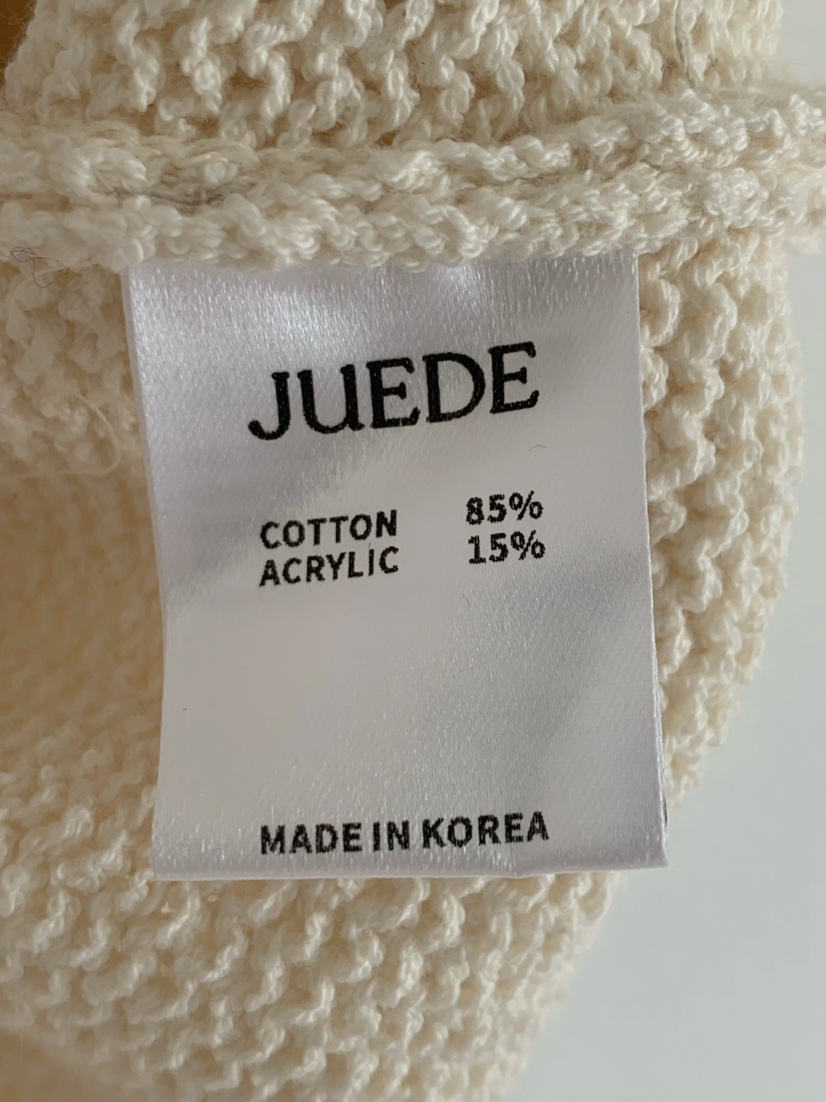 JUEDE
COTTON 85%
ACRYLIC 15%
MADE IN KOREA